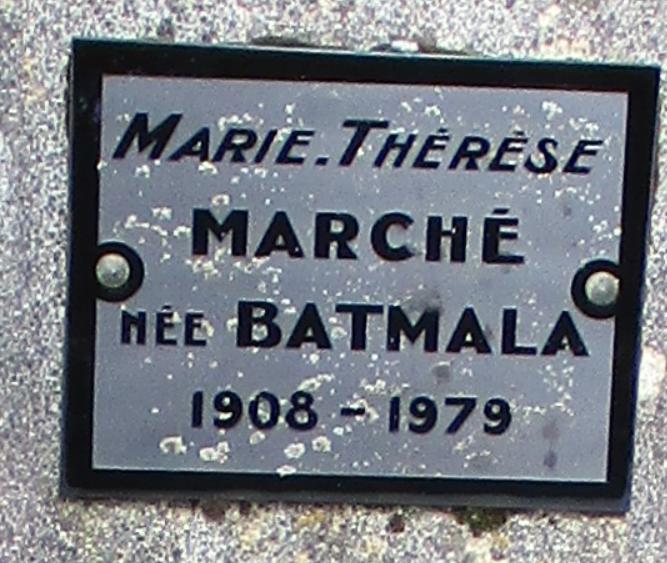 MARIE.THÉRÈSE
MARCHÉ
NÉE BATMALA
1908 - 1979